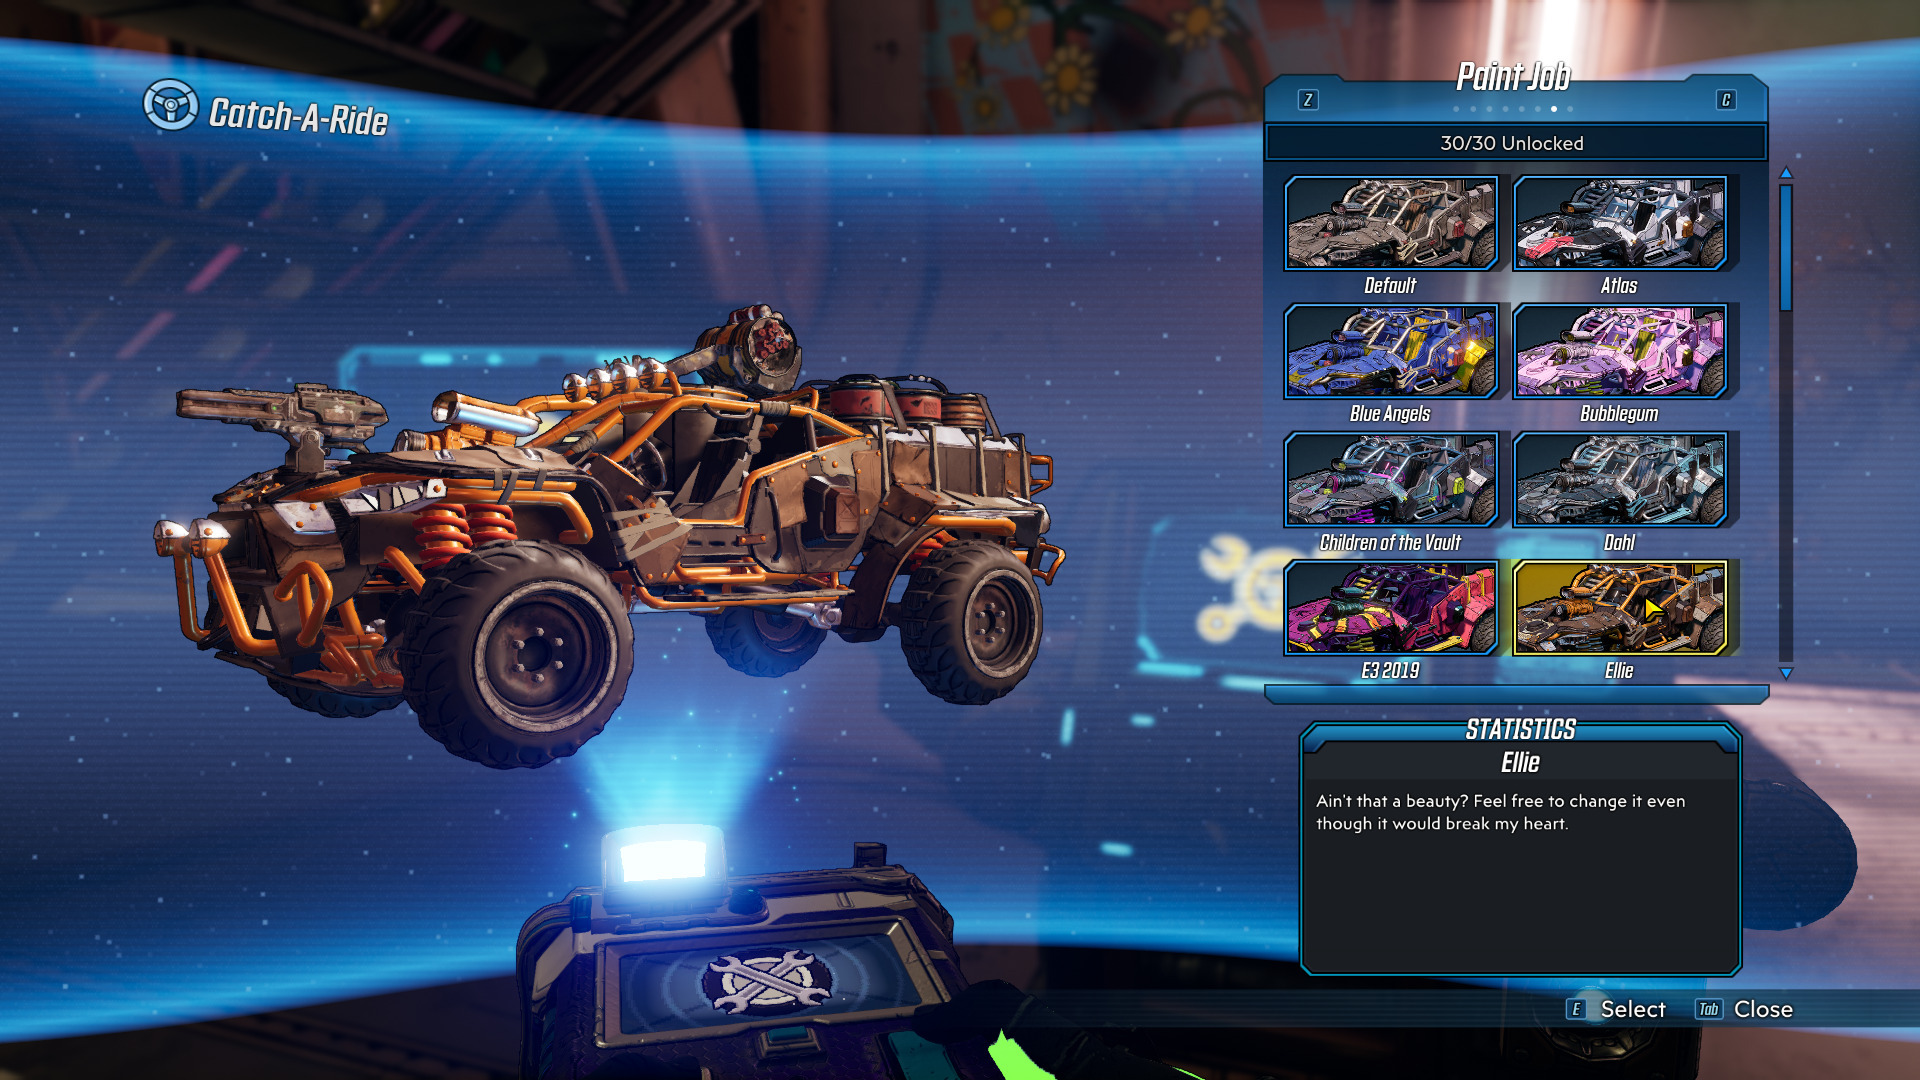 Catch-A-Ride
Paint Job
Z
C
30/30 Unlocked
Default
Atlas
Blue Angels
Bubblegum
Children of the Vault
Dahl
E3 2019
Ellie
STATISTICS
Ellie
Ain't that a beauty? Feel free to change it even
though it would break my heart.
E Select Tab Close